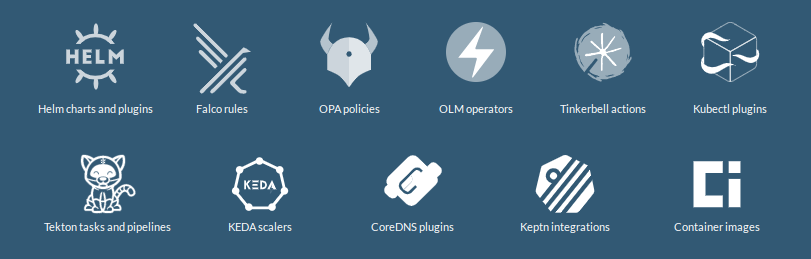 HELM
Helm charts and plugins
Falco rules
OPA policies
OLM operators
Tinkerbell actions
Kubectl plugins
KEDA
Ci
Tekton tasks and pipelines
KEDA scalers
CoreDNS plugins
Keptn integrations
Container images